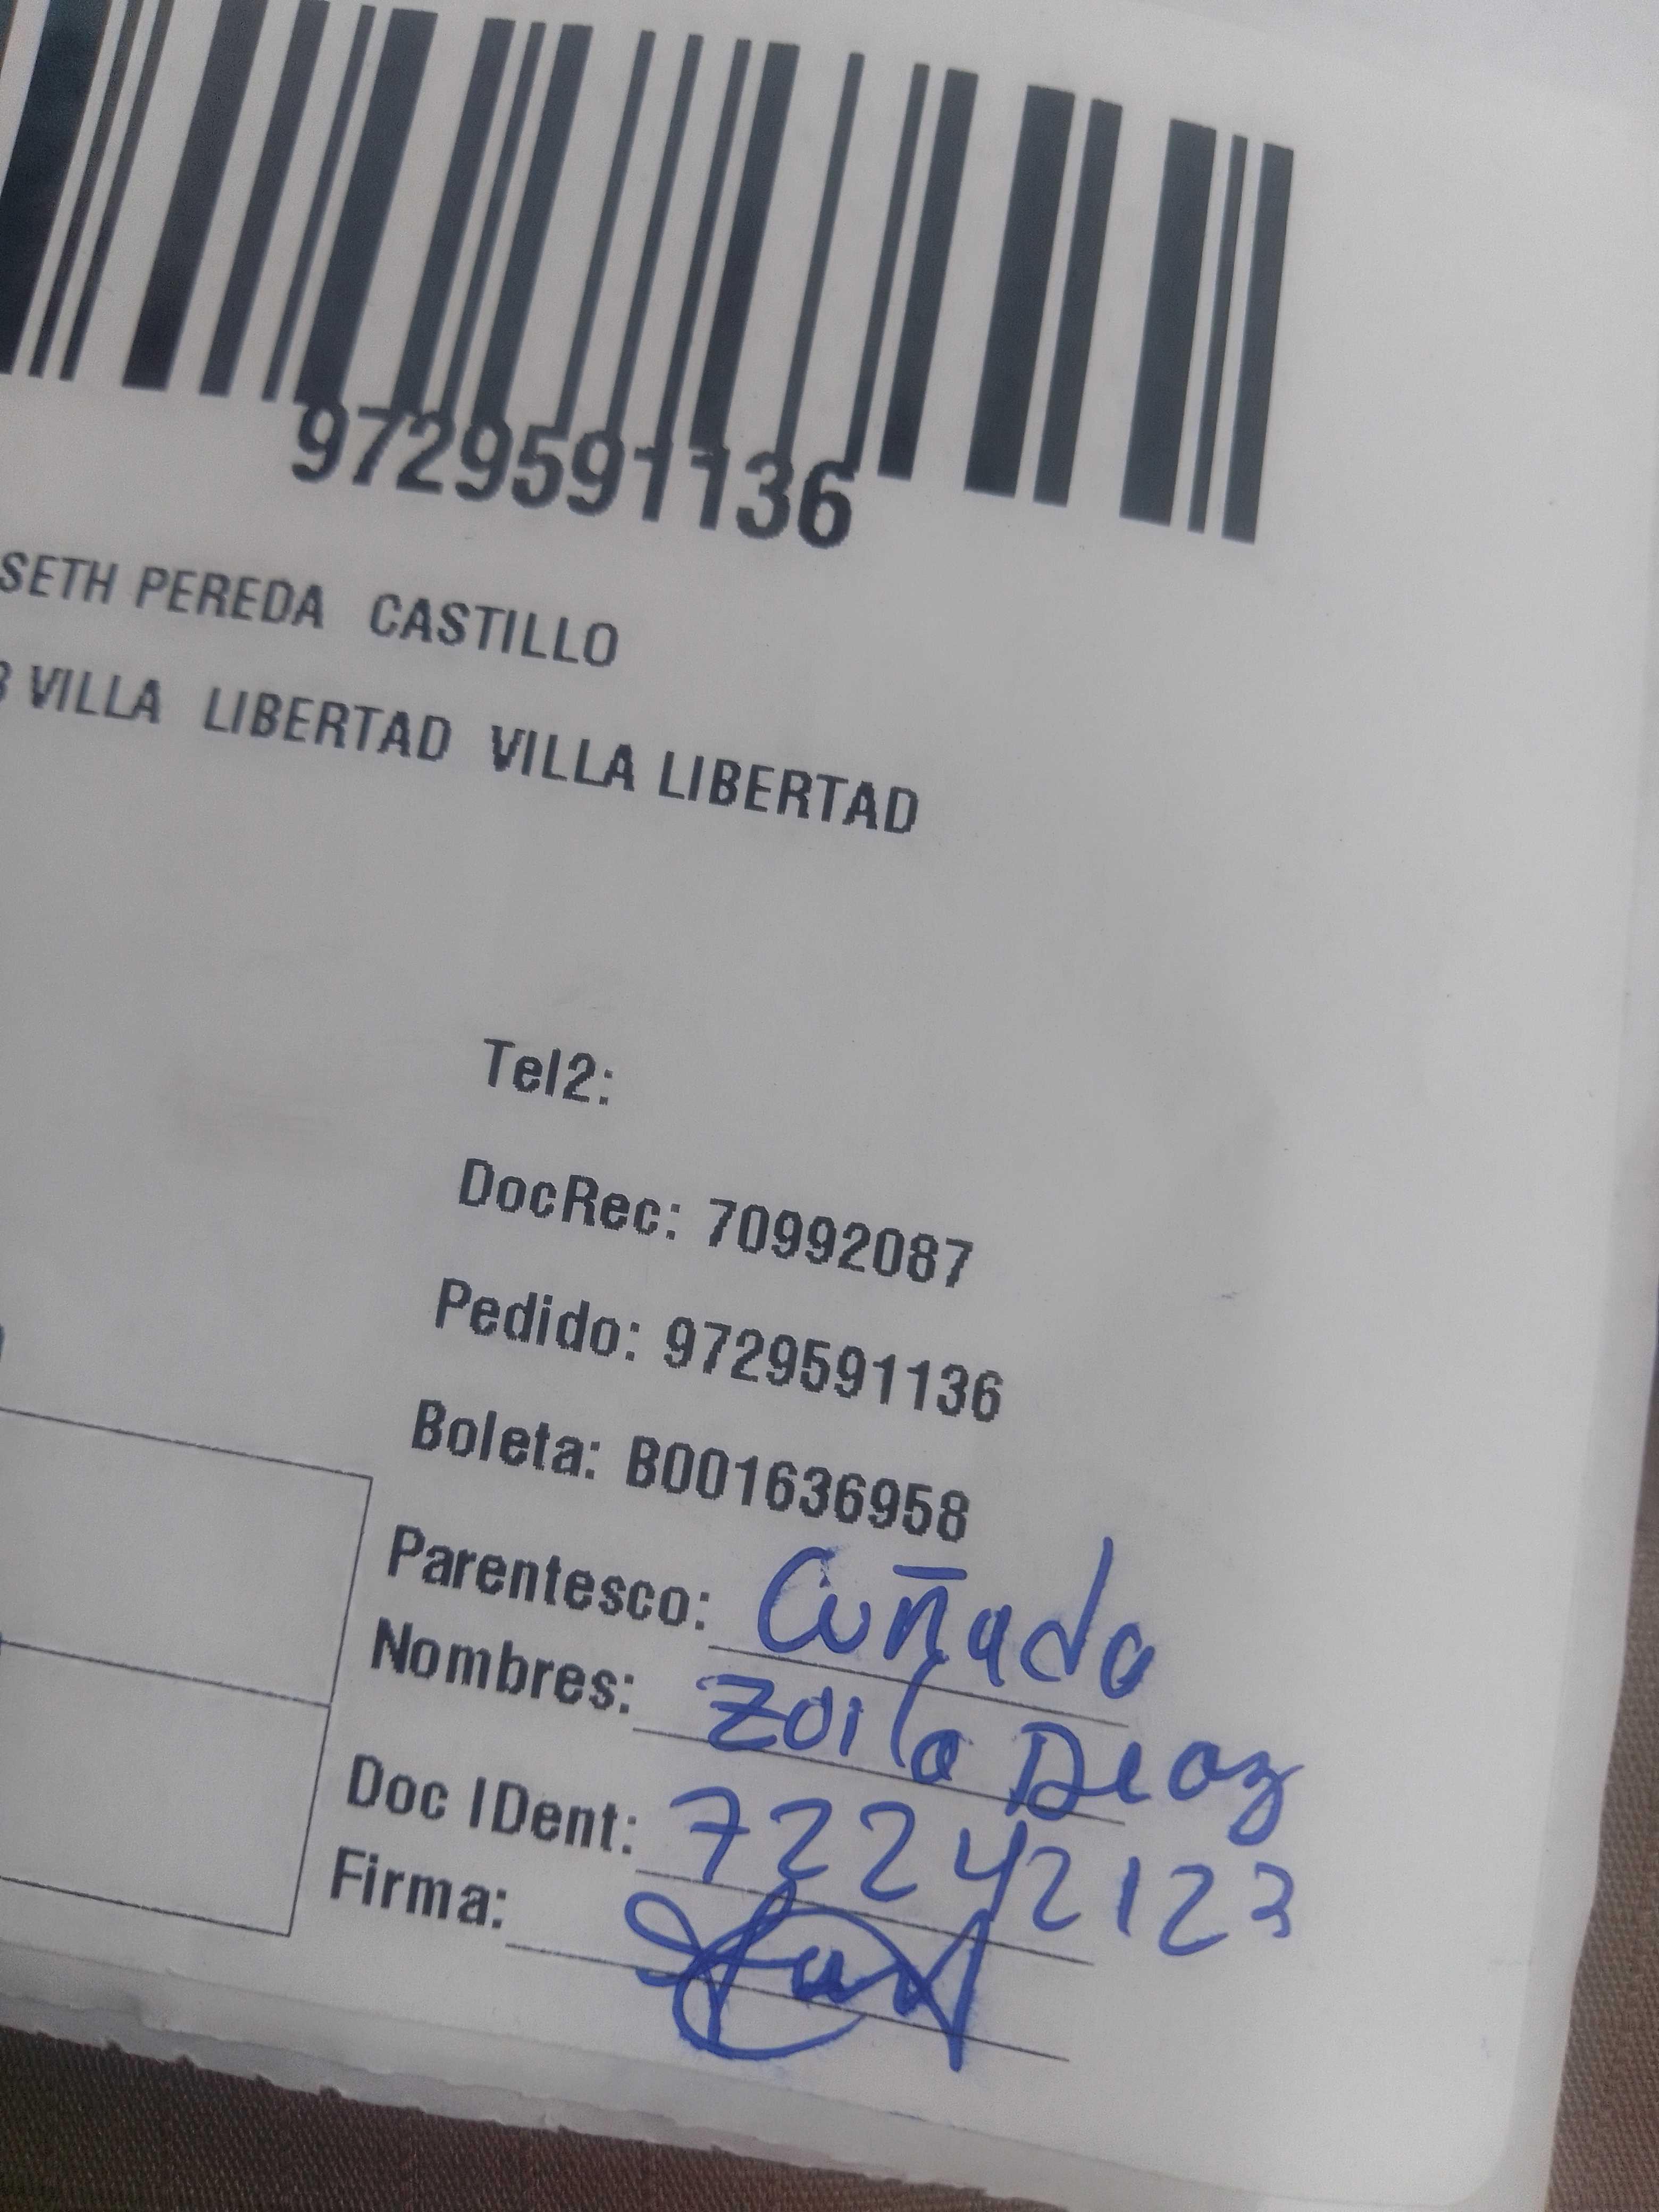 9729591136
SETH PEREDA CASTILLO
VILLA LIBERTAD VILLA LIBERTAD
Tel2:
DocRec: 70992087
Pedido: 9729591136
Boleta: B001636958
Parentesco: Cuñado
Nombres: Zoilo Diaz
Doc IDent: 72242123
Firma: